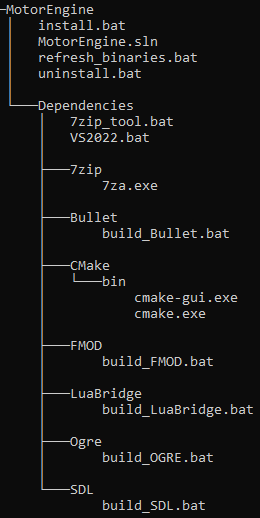 MotorEngine
install.bat
MotorEngine.sln
refresh_binaries.bat
uninstall.bat
Dependencies
7zip_tool.bat
VS2022.bat
7zip
7za.exe
Bullet
build_Bullet.bat
CMake
bin
cmake-gui.exe
cmake.exe
FMOD
build_FMOD.bat
LuaBridge
build_LuaBridge.bat
Ogre
build_OGRE.bat
SDL
build_SDL.bat